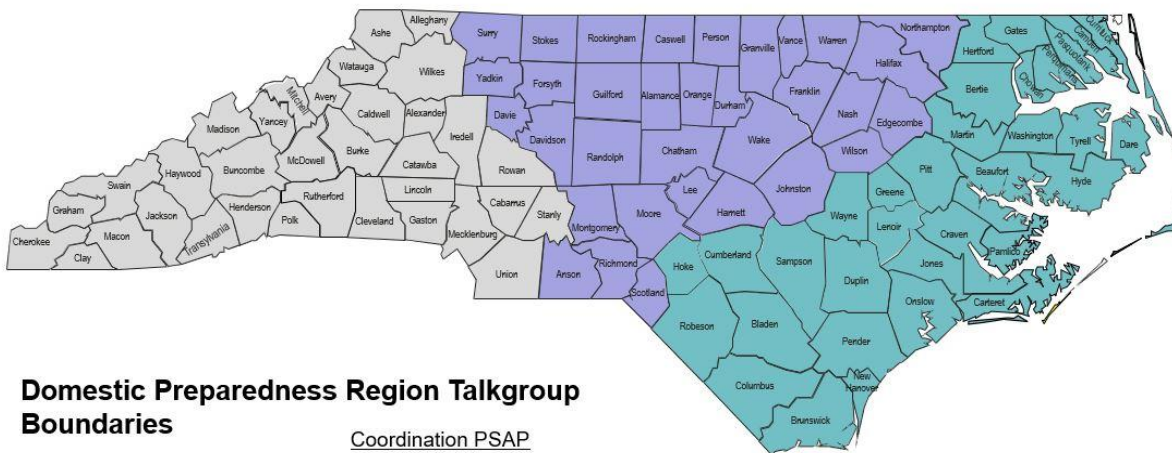 Alleghany
Ashe
Surry
Stokes
Rockingham
Caswell
Person
Granville
Vance
Warren
Northampton
Gates
Currituck
Camden
Pasquotank
Perquimans
Chowan
Hertford
Halifax
Watauga
Wilkes
Yadkin
Forsyth
Guilford
Alamance
Orange
Durham
Franklin
Nash
Edgecombe
Bertie
Mitchell
Avery
Caldwell
Alexander
Iredell
Davie
Davidson
Randolph
Chatham
Wake
Wilson
Martin
Washington
Tyrell
Dare
Madison
Yancey
McDowell
Burke
Catawba
Rowan
Johnston
Pitt
Beaufort
Hyde
Swain
Haywood
Buncombe
Rutherford
Lincoln
Cabarrus
Stanly
Montgomery
Moore
Lee
Harnett
Wayne
Greene
Lenoir
Craven
Pamlico
Graham
Jackson
Henderson
Transylvania
Polk
Cleveland
Gaston
Mecklenburg
Cherokee
Macon
Clay
Union
Anson
Richmond
Scotland
Hoke
Cumberland
Sampson
Duplin
Jones
Onslow
Carteret
Robeson
Bladen
Pender
Columbus
New
Hanover
Brunswick
Domestic Preparedness Region Talkgroup
Boundaries
Coordination PSAP